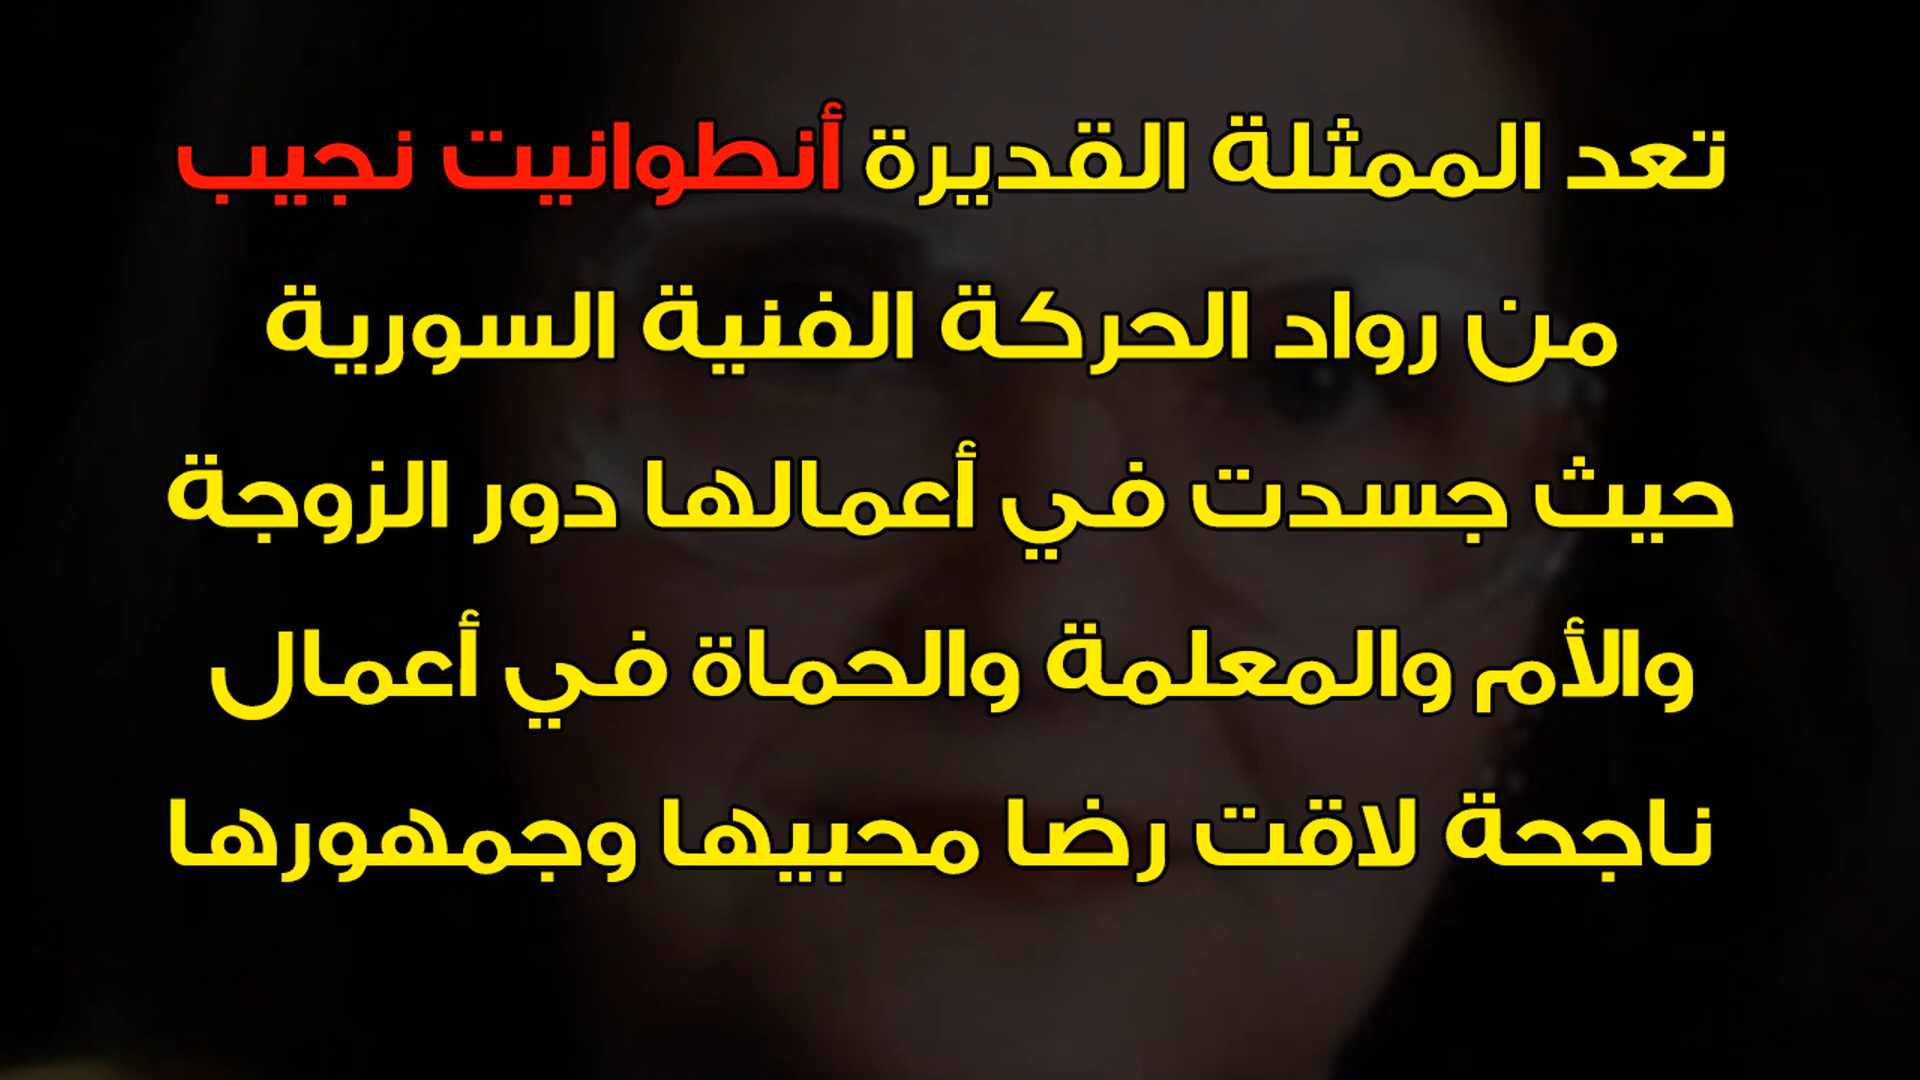 تعد الممثلة القديرة أنطوانيت نجيب
من رواد الحركة الفنية السورية
حيث جسدت في أعمالها دور الزوجة
والأم والمعلمة والحماة في أعمال
ناجحة لاقت رضا محبيها وجمهورها